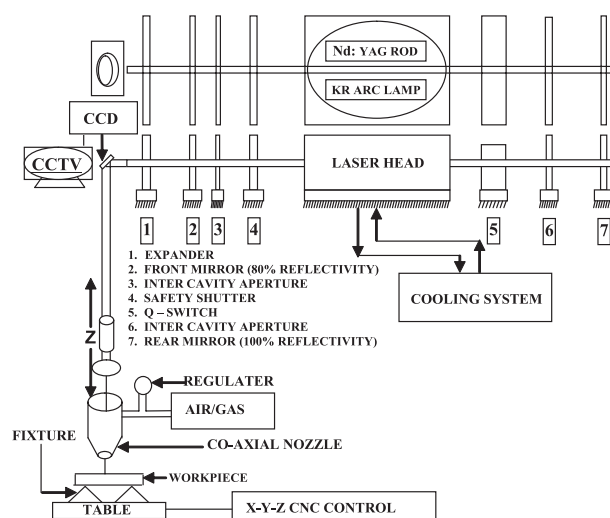 Nd: YAG ROD
KR ARC LAMP
CCD
CCTV
LASER HEAD
1
2
3
4
5
6
7
1. EXPANDER
2. FRONT MIRROR (80% REFLECTIVITY)
3. INTER CAVITY APERTURE
4. SAFETY SHUTTER
5. Q – SWITCH
6. INTER CAVITY APERTURE
7. REAR MIRROR (100% REFLECTIVITY)
COOLING SYSTEM
Z
REGULATER
AIR/GAS
FIXTURE
CO-AXIAL NOZZLE
WORKPIECE
TABLE
X-Y-Z CNC CONTROL